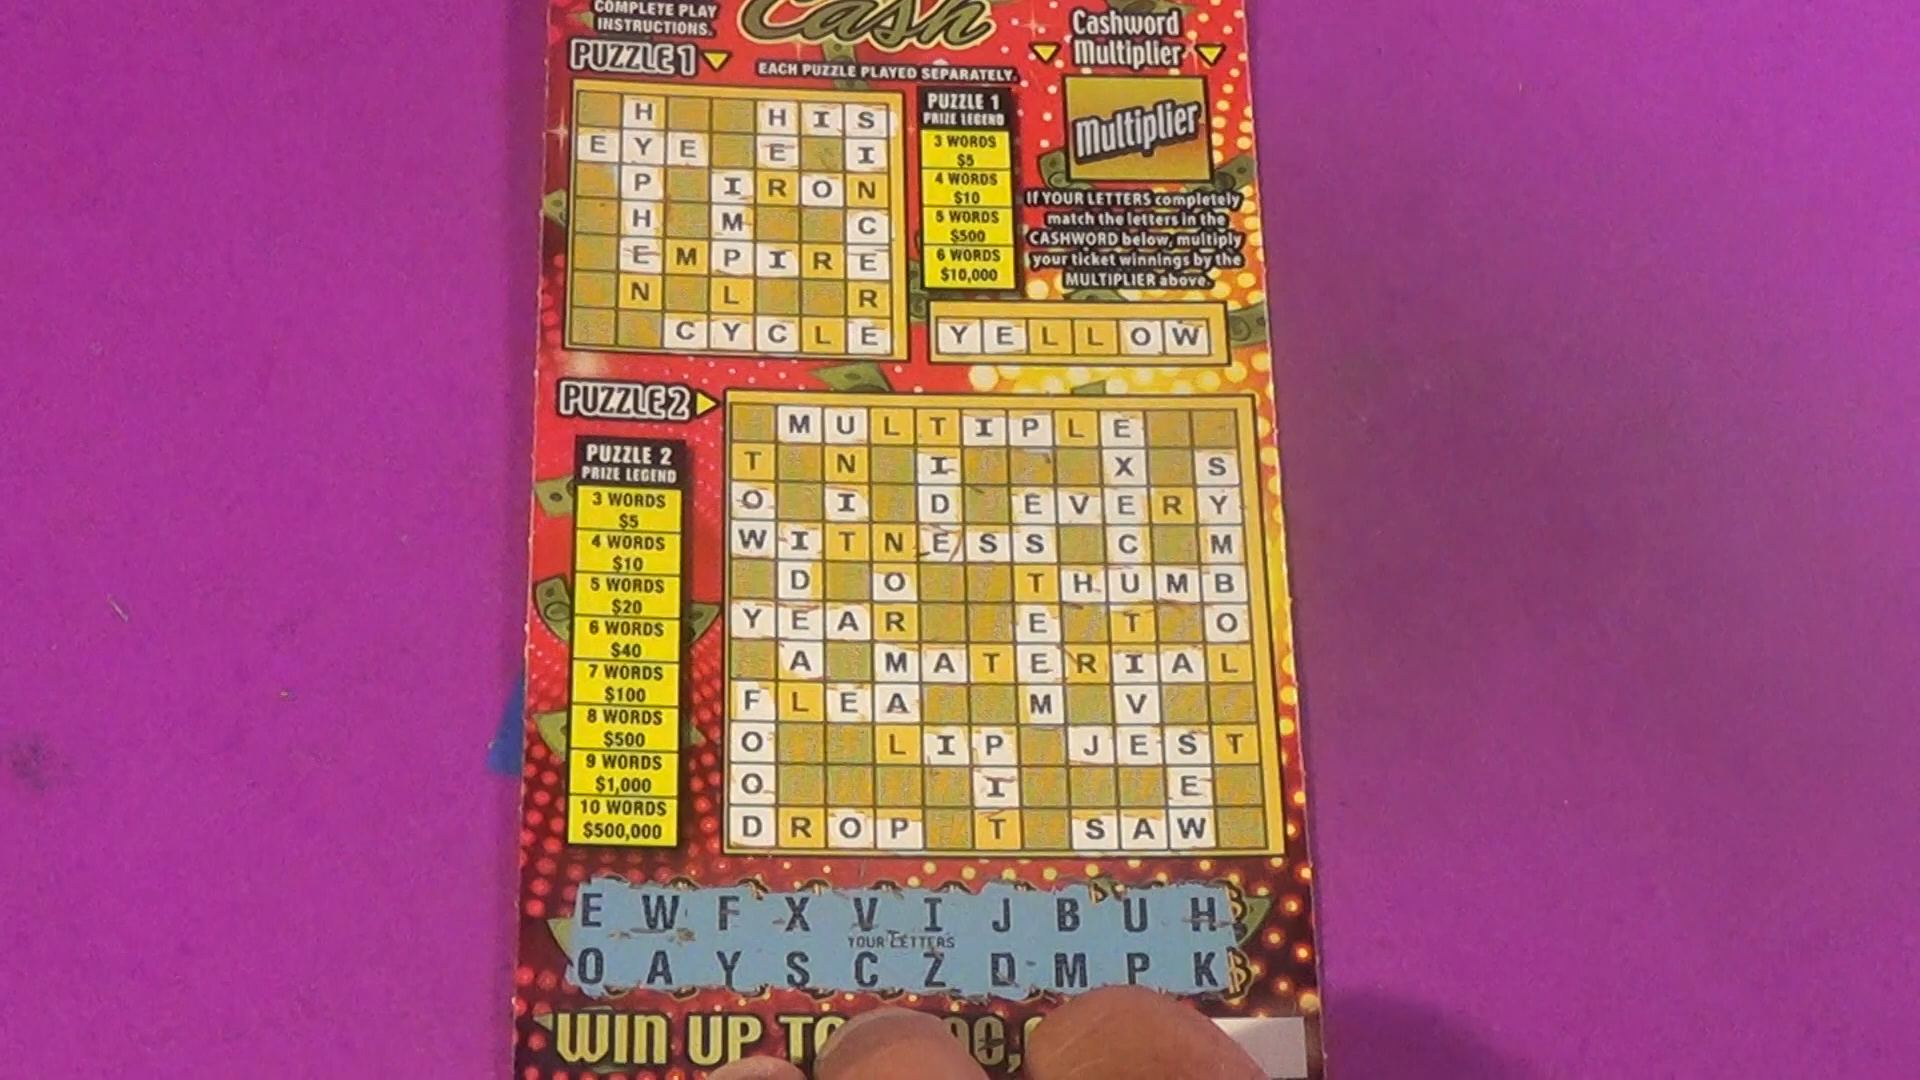 COMPLETE PLAY
INSTRUCTIONS.
Cash
Cashword
Multiplier
PUZZLE 1
EACH PUZZLE PLAYED SEPARATELY.
H H I S
E Y E E I
P I R O N
H M C
E M P I R E
N L R
C Y C L E
PUZZLE 1
PRIZE LEGEND
3 WORDS
$5
4 WORDS
$10
5 WORDS
$500
6 WORDS
$10,000
Multiplier
IF YOUR LETTERS completely
match the letters in the
CASHWORD below, multiply
your ticket winnings by the
MULTIPLIER above.
Y E L L O W
PUZZLE 2
PUZZLE 2
PRIZE LEGEND
3 WORDS
$5
4 WORDS
$10
5 WORDS
$20
6 WORDS
$40
7 WORDS
$100
8 WORDS
$500
9 WORDS
$1,000
10 WORDS
$500,000
M U L T I P L E
T N I X S
O I D E V E R Y
W I T N E S S C M
D O T H U M B
Y E A R E T O
A M A T E R I A L
F L E A M V
O L I P J E S T
O I E
D R O P T S A W
E W F X V I J B U H
YOUR LETTERS
O A Y S C Z D M P K
WIN UP TO